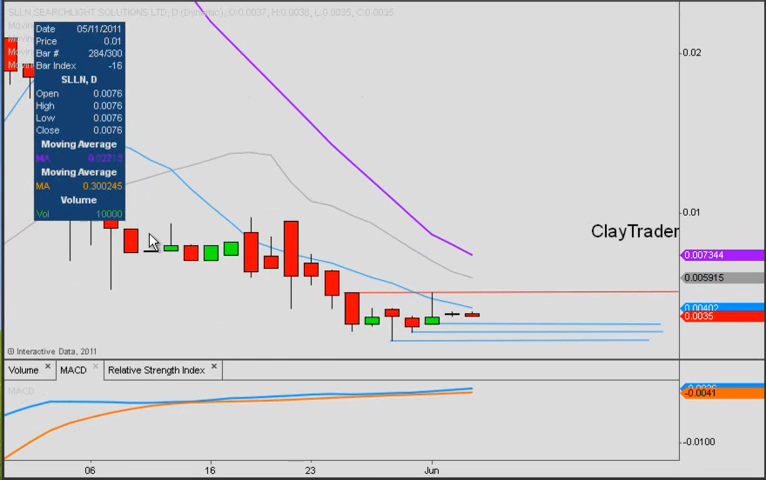 SLLN,SEARCHLIGHT SOLUTIONS LTD, D:(Dynamic), O:0.0037, H:0.0038, L:0.0035, C:0.0035
Movin
Movin
Movin
Movin
Date 05/11/2011
Price 0.01
Bar # 284/300
Bar Index -16
SLLN, D
Open 0.0076
High 0.0076
Low 0.0076
Close 0.0076
Moving Average
MA 0.02213
Moving Average
MA 0.300245
Volume
Vol 10000
0.02
0.01
ClayTrader
0.007344
0.005915
0.00402
0.0035
© Interactive Data, 2011
Volume × MACD × Relative Strength Index ×
MACD
-0.0041
-0.0100
06 16 23 Jun